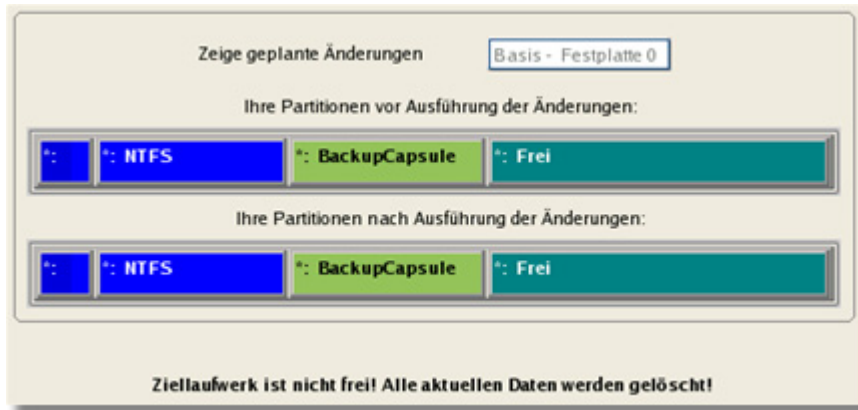 Zeige geplante Änderungen Basis - Festplatte 0
Ihre Partitionen vor Ausführung der Änderungen:
*: *: NTFS *: BackupCapsule *: Frei
Ihre Partitionen nach Ausführung der Änderungen:
*: *: NTFS *: BackupCapsule *: Frei
Ziellaufwerk ist nicht frei! Alle aktuellen Daten werden gelöscht!